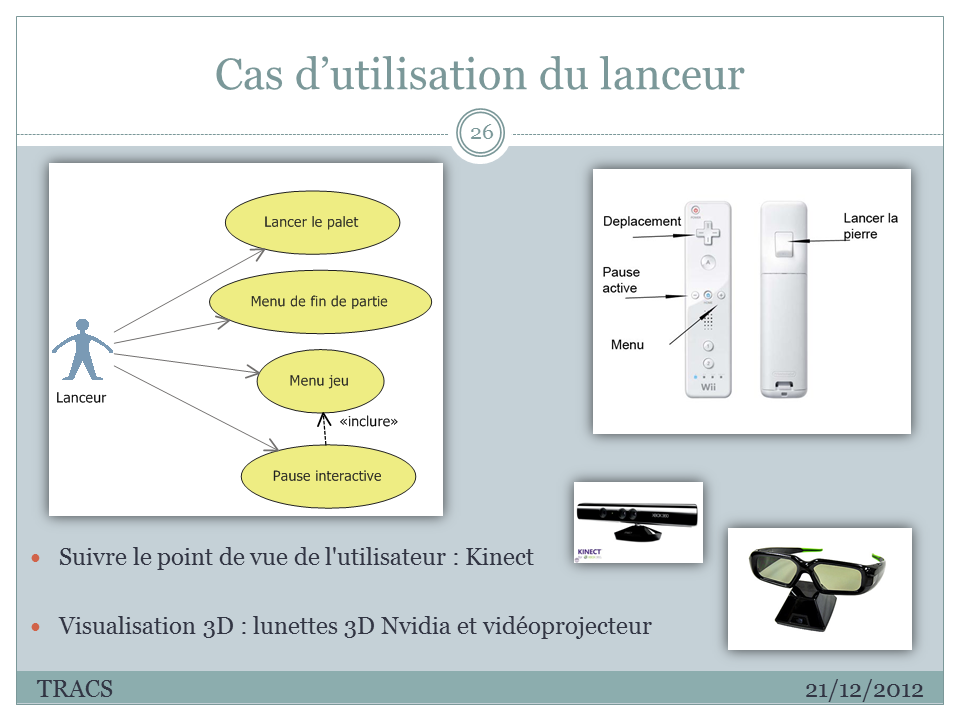 Cas d’utilisation du lanceur
26
Lancer le palet
Menu de fin de partie
Menu jeu
«inclure»
Pause interactive
Lanceur
Deplacement
Pause
active
Menu
Lancer la
pierre
Wii
XBOX 360
KINECT
Suivre le point de vue de l'utilisateur : Kinect
Visualisation 3D : lunettes 3D Nvidia et vidéoprojecteur
TRACS
21/12/2012